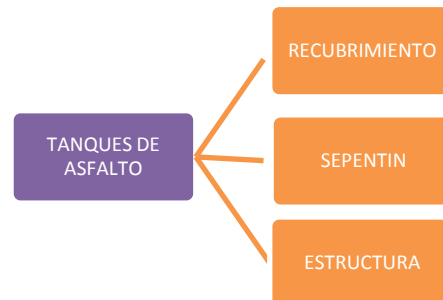 TANQUES DE
ASFALTO
RECUBRIMIENTO
SEPENTIN
ESTRUCTURA